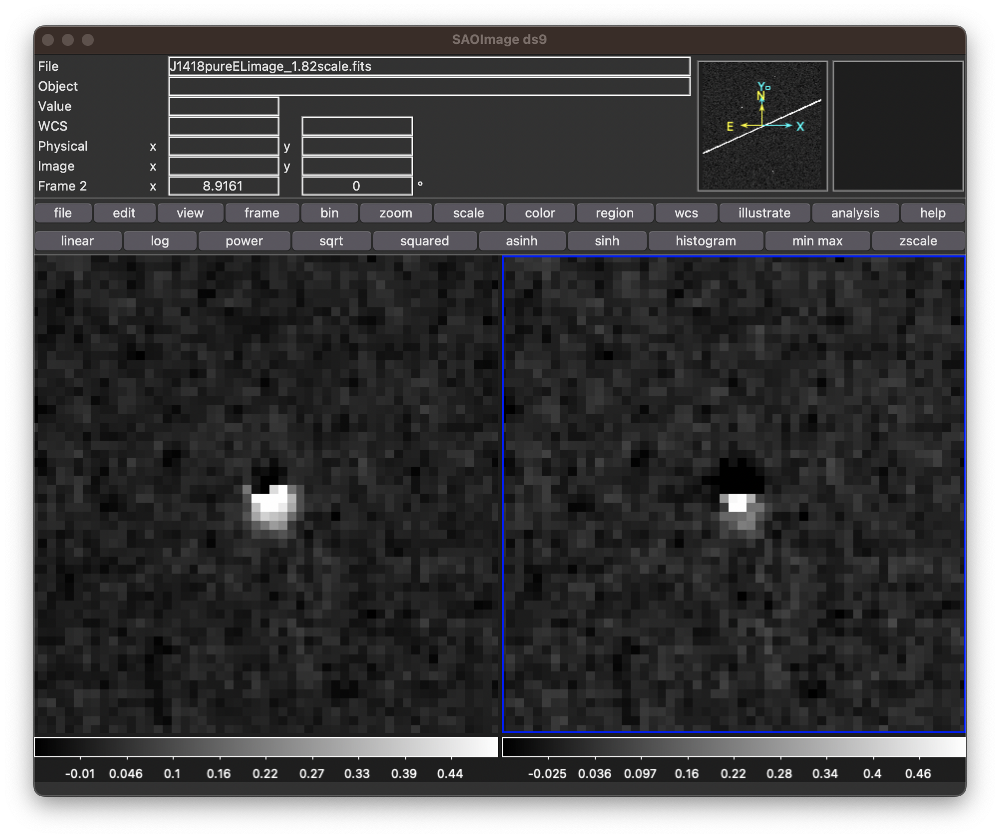 SAOImage ds9
File J1418pureELimage_1.82scale.fits
Object
Value
WCS
Physical x y
Image x y
Frame 2 x 8.9161 0 °
Y
N
E X
file edit view frame bin zoom scale color region wcs illustrate analysis help
linear log power sqrt squared asinh sinh histogram min max zscale
-0.01 0.046 0.1 0.16 0.22 0.27 0.33 0.39 0.44
-0.025 0.036 0.097 0.16 0.22 0.28 0.34 0.4 0.46